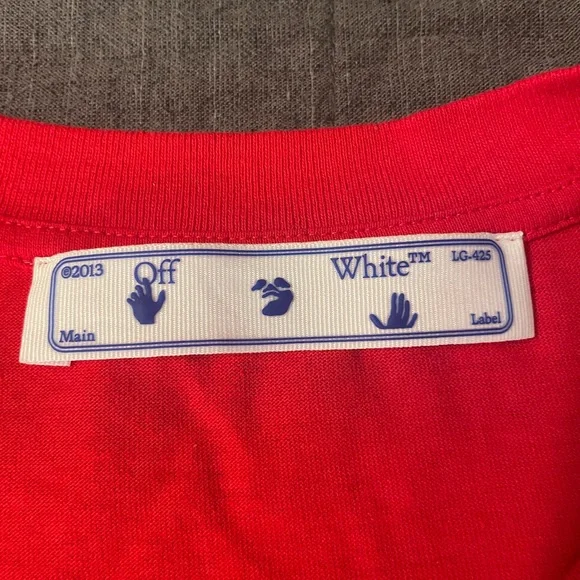 ©2013 Off White™ LG-425
Main Label